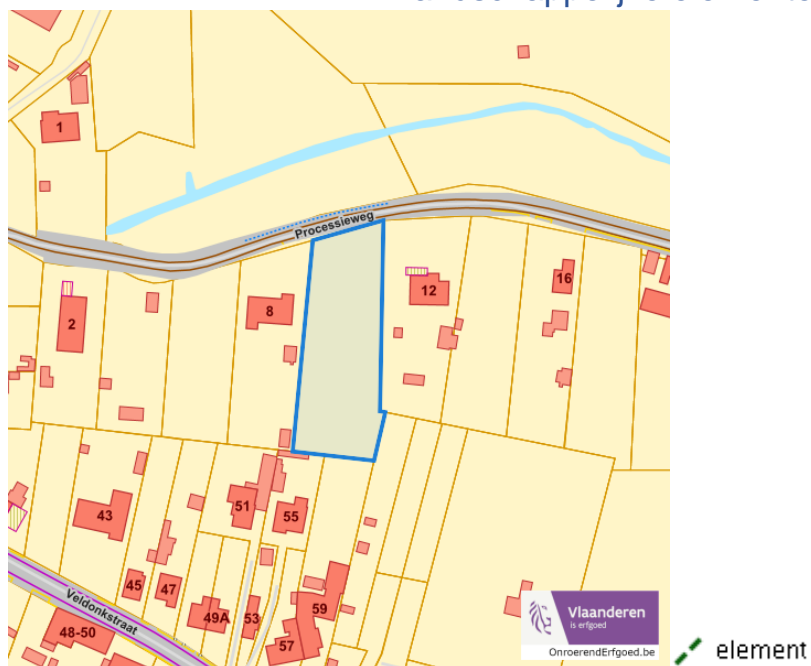 1
Processieweg
2
8
12
16
43
51
55
45
47
49A
53
59
57
48-50
Veldonkstraat
Vlaanderen
is erfgoed
OnroerendErfgoed.be
element